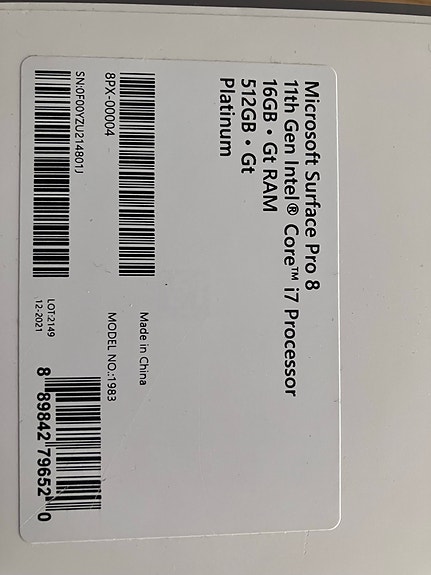 Microsoft Surface Pro 8
11th Gen Intel® Core™ i7 Processor
16GB • Gt RAM
512GB • Gt
Platinum
Made in China
8PX-00004
MODEL NO.:1983
SN:0F00YZU214801J
LOT:2149
12-2021
8 89842 79652 0